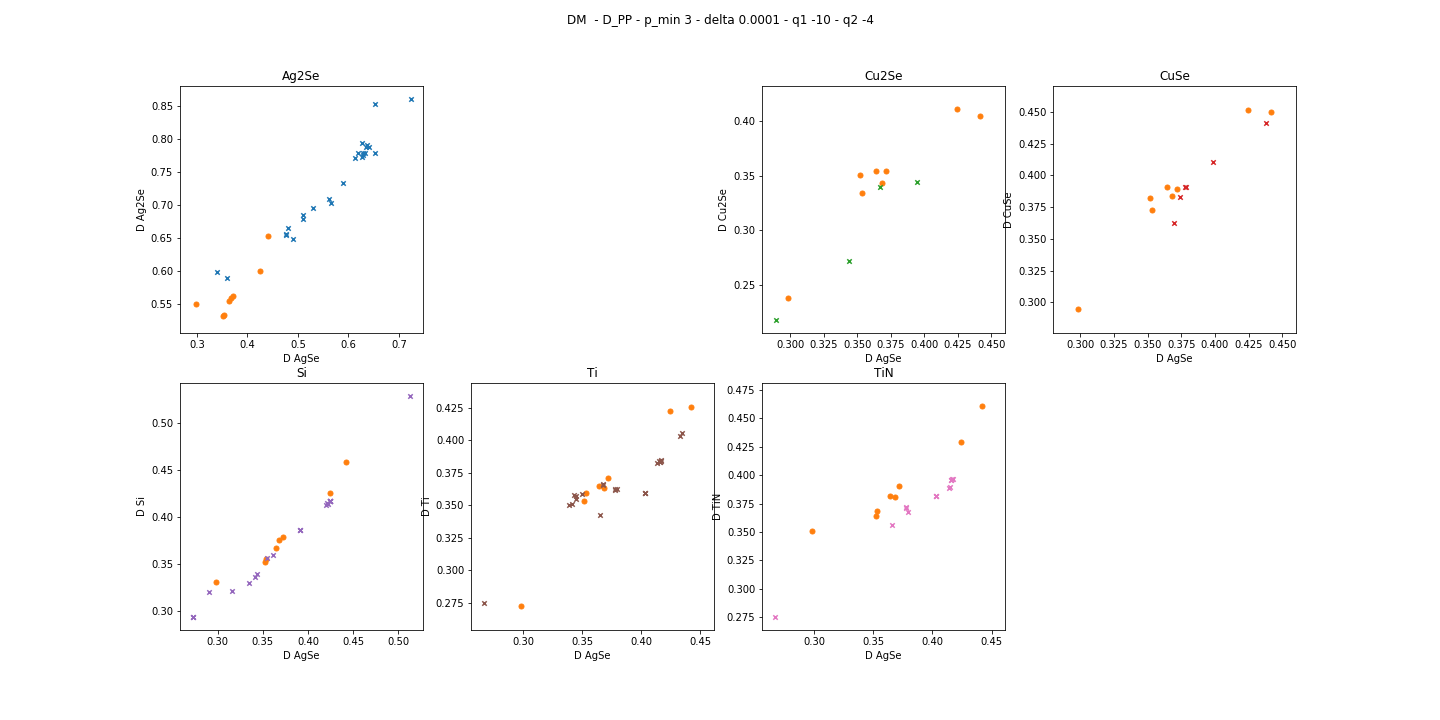 DM - D_PP - p_min 3 - delta 0.0001 - q1 -10 - q2 -4
Ag2Se
D Ag2Se
0.85
0.80
0.75
0.70
0.65
0.60
0.55
0.3 0.4 0.5 0.6 0.7
D AgSe
Cu2Se
D Cu2Se
0.40
0.35
0.30
0.25
0.300 0.325 0.350 0.375 0.400 0.425 0.450
D AgSe
CuSe
D CuSe
0.450
0.425
0.400
0.375
0.350
0.325
0.300
0.300 0.325 0.350 0.375 0.400 0.425 0.450
D AgSe
Si
D Si
0.50
0.45
0.40
0.35
0.30
0.30 0.35 0.40 0.45 0.50
D AgSe
Ti
D Ti
0.425
0.400
0.375
0.350
0.325
0.300
0.275
0.30 0.35 0.40 0.45
D AgSe
TiN
D TiN
0.475
0.450
0.425
0.400
0.375
0.350
0.325
0.300
0.275
0.30 0.35 0.40 0.45
D AgSe